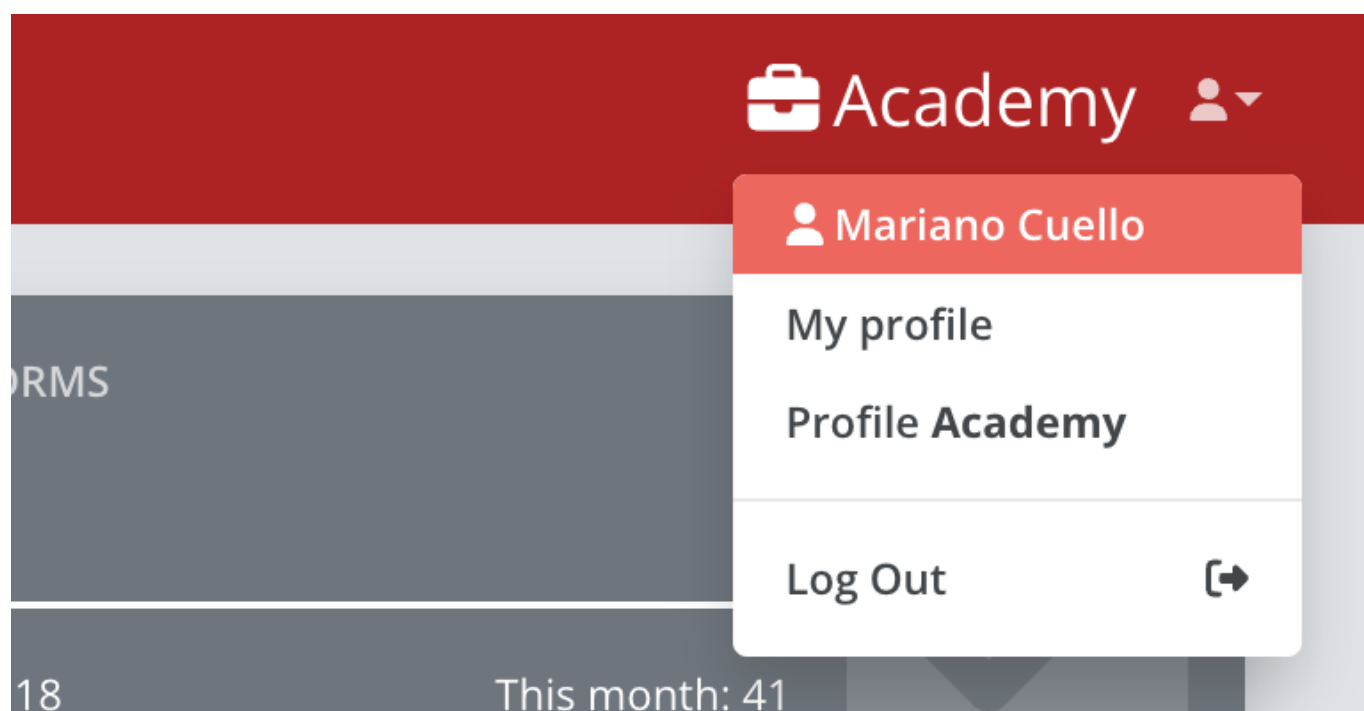 Academy
Mariano Cuello
My profile
Profile Academy
Log Out
18
This month: 41